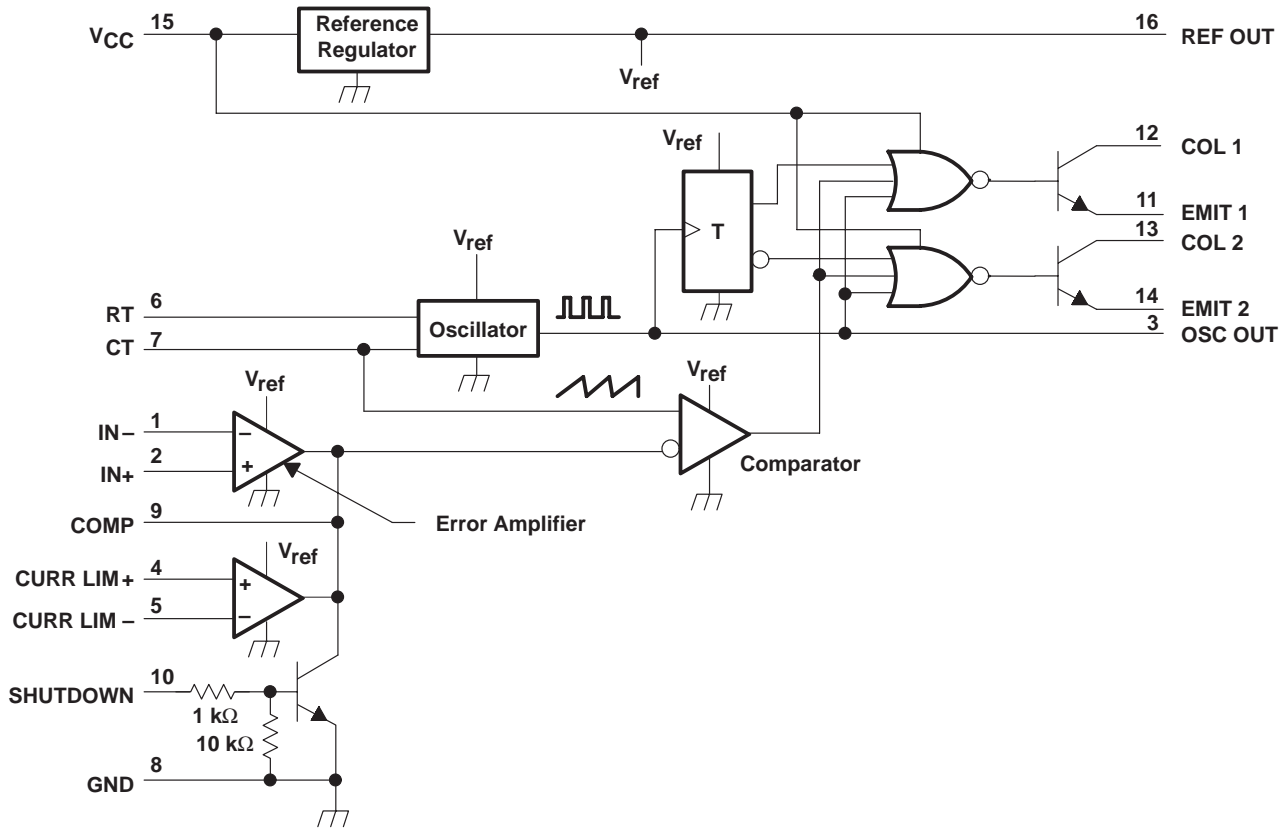 VCC
15
Reference
Regulator
Vref
16
REF OUT
Vref
12
COL 1
11
EMIT 1
13
COL 2
T
14
EMIT 2
3
OSC OUT
Vref
RT
6
CT
7
Oscillator
Vref
Vref
IN–
1
–
IN+
2
+
Comparator
COMP
9
Error Amplifier
Vref
CURR LIM+
4
+
CURR LIM –
5
–
SHUTDOWN
10
1 kΩ
10 kΩ
GND
8